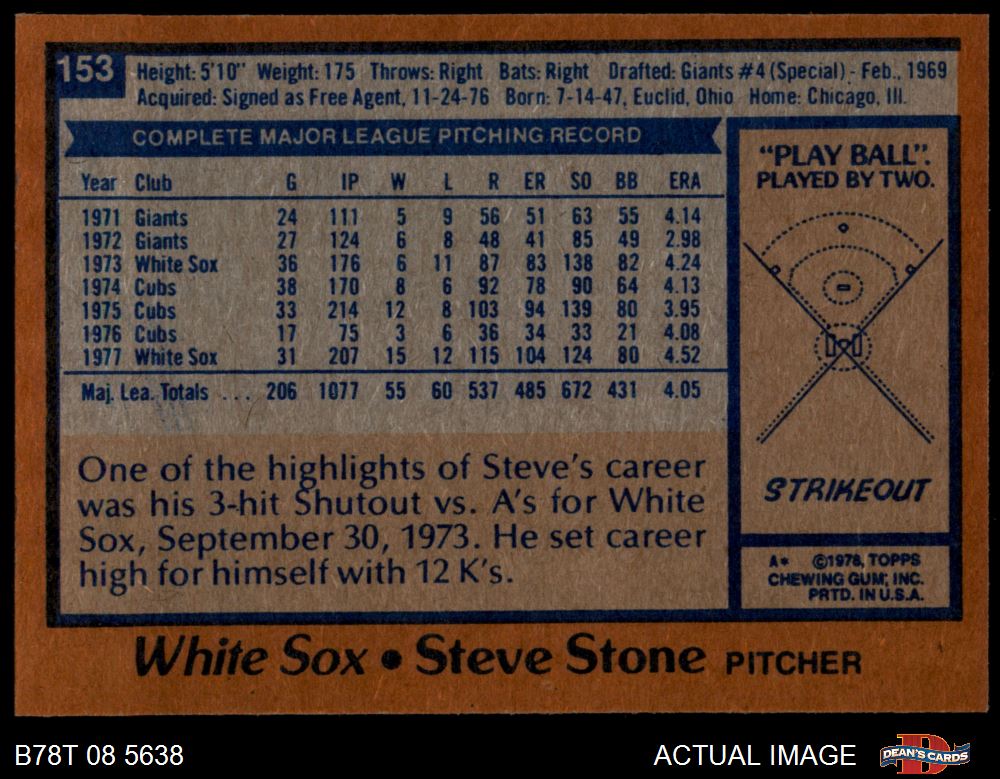 153
Height: 5'10" Weight: 175 Throws: Right Bats: Right Drafted: Giants #4 (Special) - Feb., 1969
Acquired: Signed as Free Agent, 11-24-76 Born: 7-14-47, Euclid, Ohio Home: Chicago, Ill.
COMPLETE MAJOR LEAGUE PITCHING RECORD
Year Club G IP W L R ER SO BB ERA
1971 Giants 24 111 5 9 56 51 63 55 4.14
1972 Giants 27 124 6 8 48 41 85 49 2.98
1973 White Sox 36 176 6 11 87 83 138 82 4.24
1974 Cubs 38 170 8 6 92 78 90 64 4.13
1975 Cubs 33 214 12 8 103 94 139 80 3.95
1976 Cubs 17 75 3 6 36 34 33 21 4.08
1977 White Sox 31 207 15 12 115 104 124 80 4.52
Maj. Lea. Totals . . . 206 1077 55 60 537 485 672 431 4.05
One of the highlights of Steve's career
was his 3-hit Shutout vs. A's for White
Sox, September 30, 1973. He set career
high for himself with 12 K's.
"PLAY BALL".
PLAYED BY TWO.
STRIKEOUT
A* ©1978, TOPPS
CHEWING GUM, INC.
PRTD. IN U.S.A.
White Sox • Steve Stone PITCHER
B78T 08 5638
ACTUAL IMAGE
DEAN'S CARDS